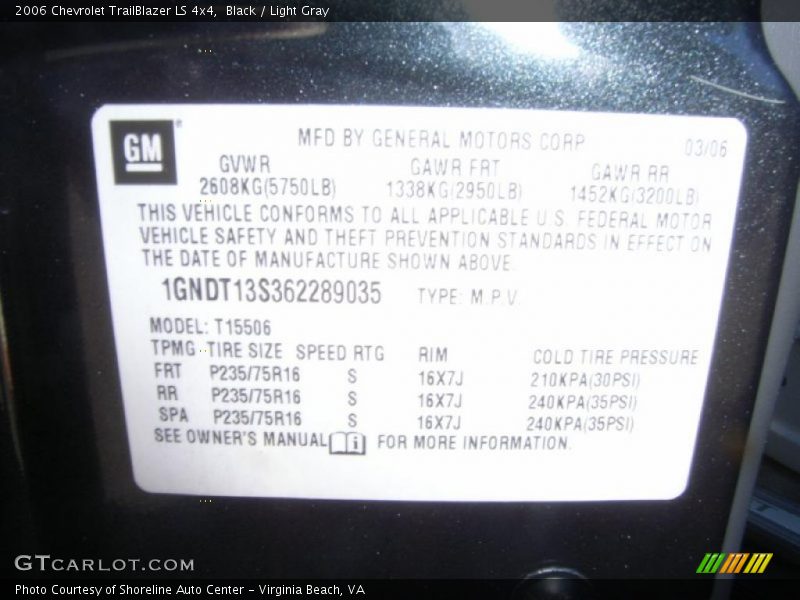 2006 Chevrolet TrailBlazer LS 4x4, Black / Light Gray
GM
MFD BY GENERAL MOTORS CORP 03/06
GVWR GAWR FRT GAWR RR
2608KG(5750LB) 1338KG(2950LB) 1452KG(3200LB)
THIS VEHICLE CONFORMS TO ALL APPLICABLE U.S. FEDERAL MOTOR
VEHICLE SAFETY AND THEFT PREVENTION STANDARDS IN EFFECT ON
THE DATE OF MANUFACTURE SHOWN ABOVE.
1GNDT13S362289035 TYPE: M.P.V.
MODEL: T15506
TPMG TIRE SIZE SPEED RTG RIM COLD TIRE PRESSURE
FRT P235/75R16 S 16X7J 210KPA(30PSI)
RR P235/75R16 S 16X7J 240KPA(35PSI)
SPA P235/75R16 S 16X7J 240KPA(35PSI)
SEE OWNER'S MANUAL i FOR MORE INFORMATION.
GTCARLOT.COM
Photo Courtesy of Shoreline Auto Center - Virginia Beach, VA